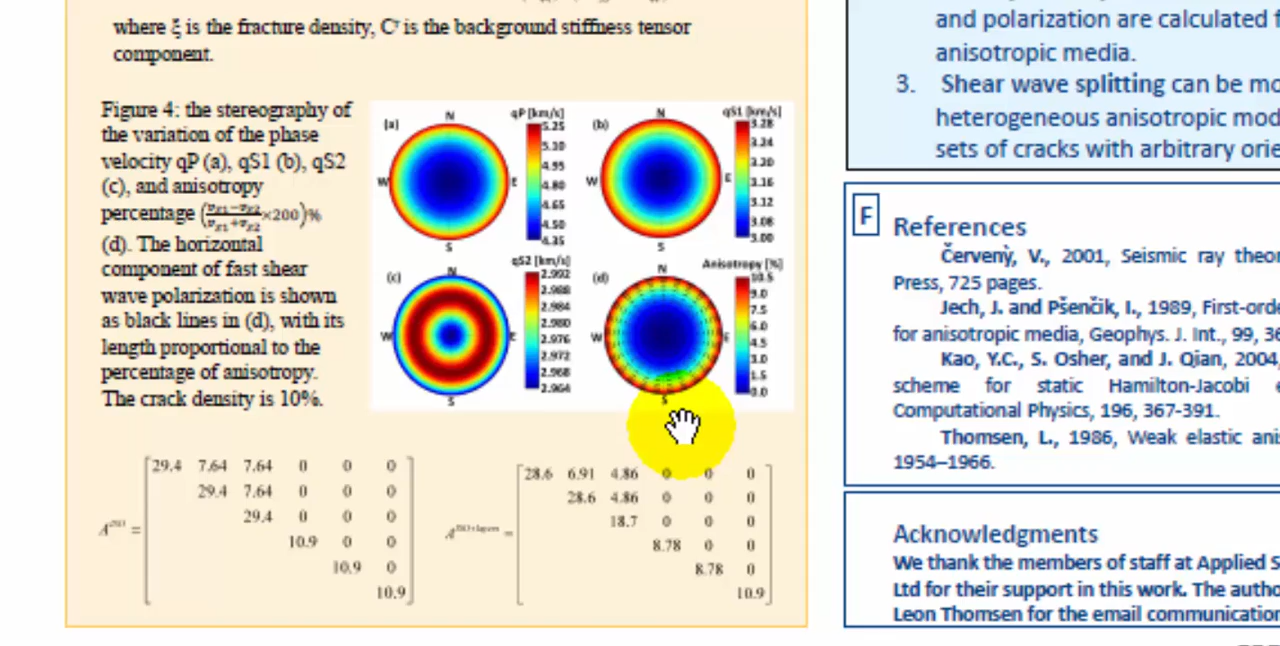 where ξ is the fracture density, Cʳ is the background stiffness tensor
component.
Figure 4: the stereography of
the variation of the phase
velocity qP (a), qS1 (b), qS2
(c), and anisotropy
percentage (vₛ₁−vₛ₂/vₛ₁+vₛ₂ ×200)%
(d). The horizontal
component of fast shear
wave polarization is shown
as black lines in (d), with its
length proportional to the
percentage of anisotropy.
The crack density is 10%.
(a) N W E S qP [km/s]
5.25
5.10
4.95
4.80
4.65
4.50
4.35
(b) N W E S qS1 [km/s]
3.28
3.24
3.20
3.16
3.12
3.08
3.00
(c) N W E S qS2 [km/s]
2.992
2.988
2.984
2.980
2.976
2.972
2.968
2.964
(d) N W E S Anisotropy [%]
10.5
9.0
7.5
6.0
4.5
3.0
1.5
0.0
29.4 7.64 7.64 0 0 0
29.4 7.64 0 0 0
29.4 0 0 0
10.9 0 0
10.9 0
10.9
28.6 6.91 4.86 0 0 0
28.6 4.86 0 0 0
18.7 0 0 0
8.78 0 0
8.78 0
10.9
and polarization are calculated f
anisotropic media.
3. Shear wave splitting can be mo
heterogeneous anisotropic mod
sets of cracks with arbitrary orie
F
References
Červenỳ, V., 2001, Seismic ray theor
Press, 725 pages.
Jech, J. and Pšenčik, I., 1989, First-orde
for anisotropic media, Geophys. J. Int., 99, 36
Kao, Y.C., S. Osher, and J. Qian, 2004,
scheme for static Hamilton-Jacobi e
Computational Physics, 196, 367-391.
Thomsen, L., 1986, Weak elastic anis
1954–1966.
Acknowledgments
We thank the members of staff at Applied S
Ltd for their support in this work. The autho
Leon Thomsen for the email communication